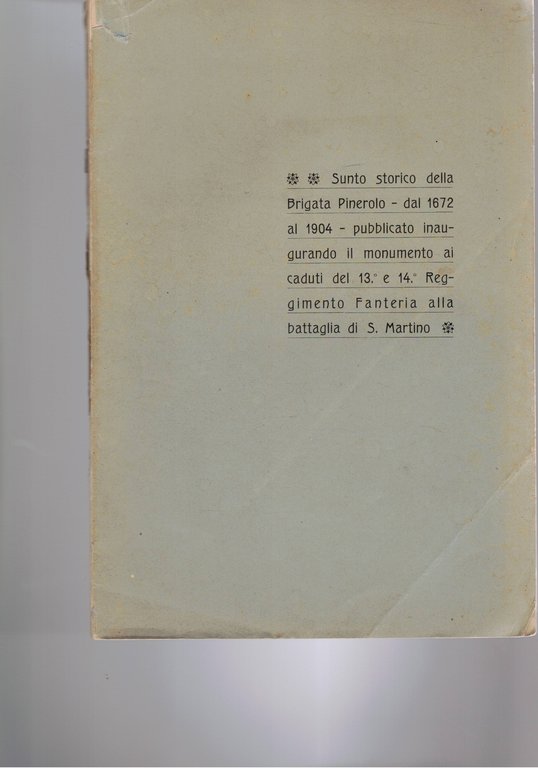 Sunto storico della
Brigata Pinerolo - dal 1672
al 1904 - pubblicato inau-
gurando il monumento ai
caduti del 13.° e 14.° Reg-
gimento Fanteria alla
battaglia di S. Martino